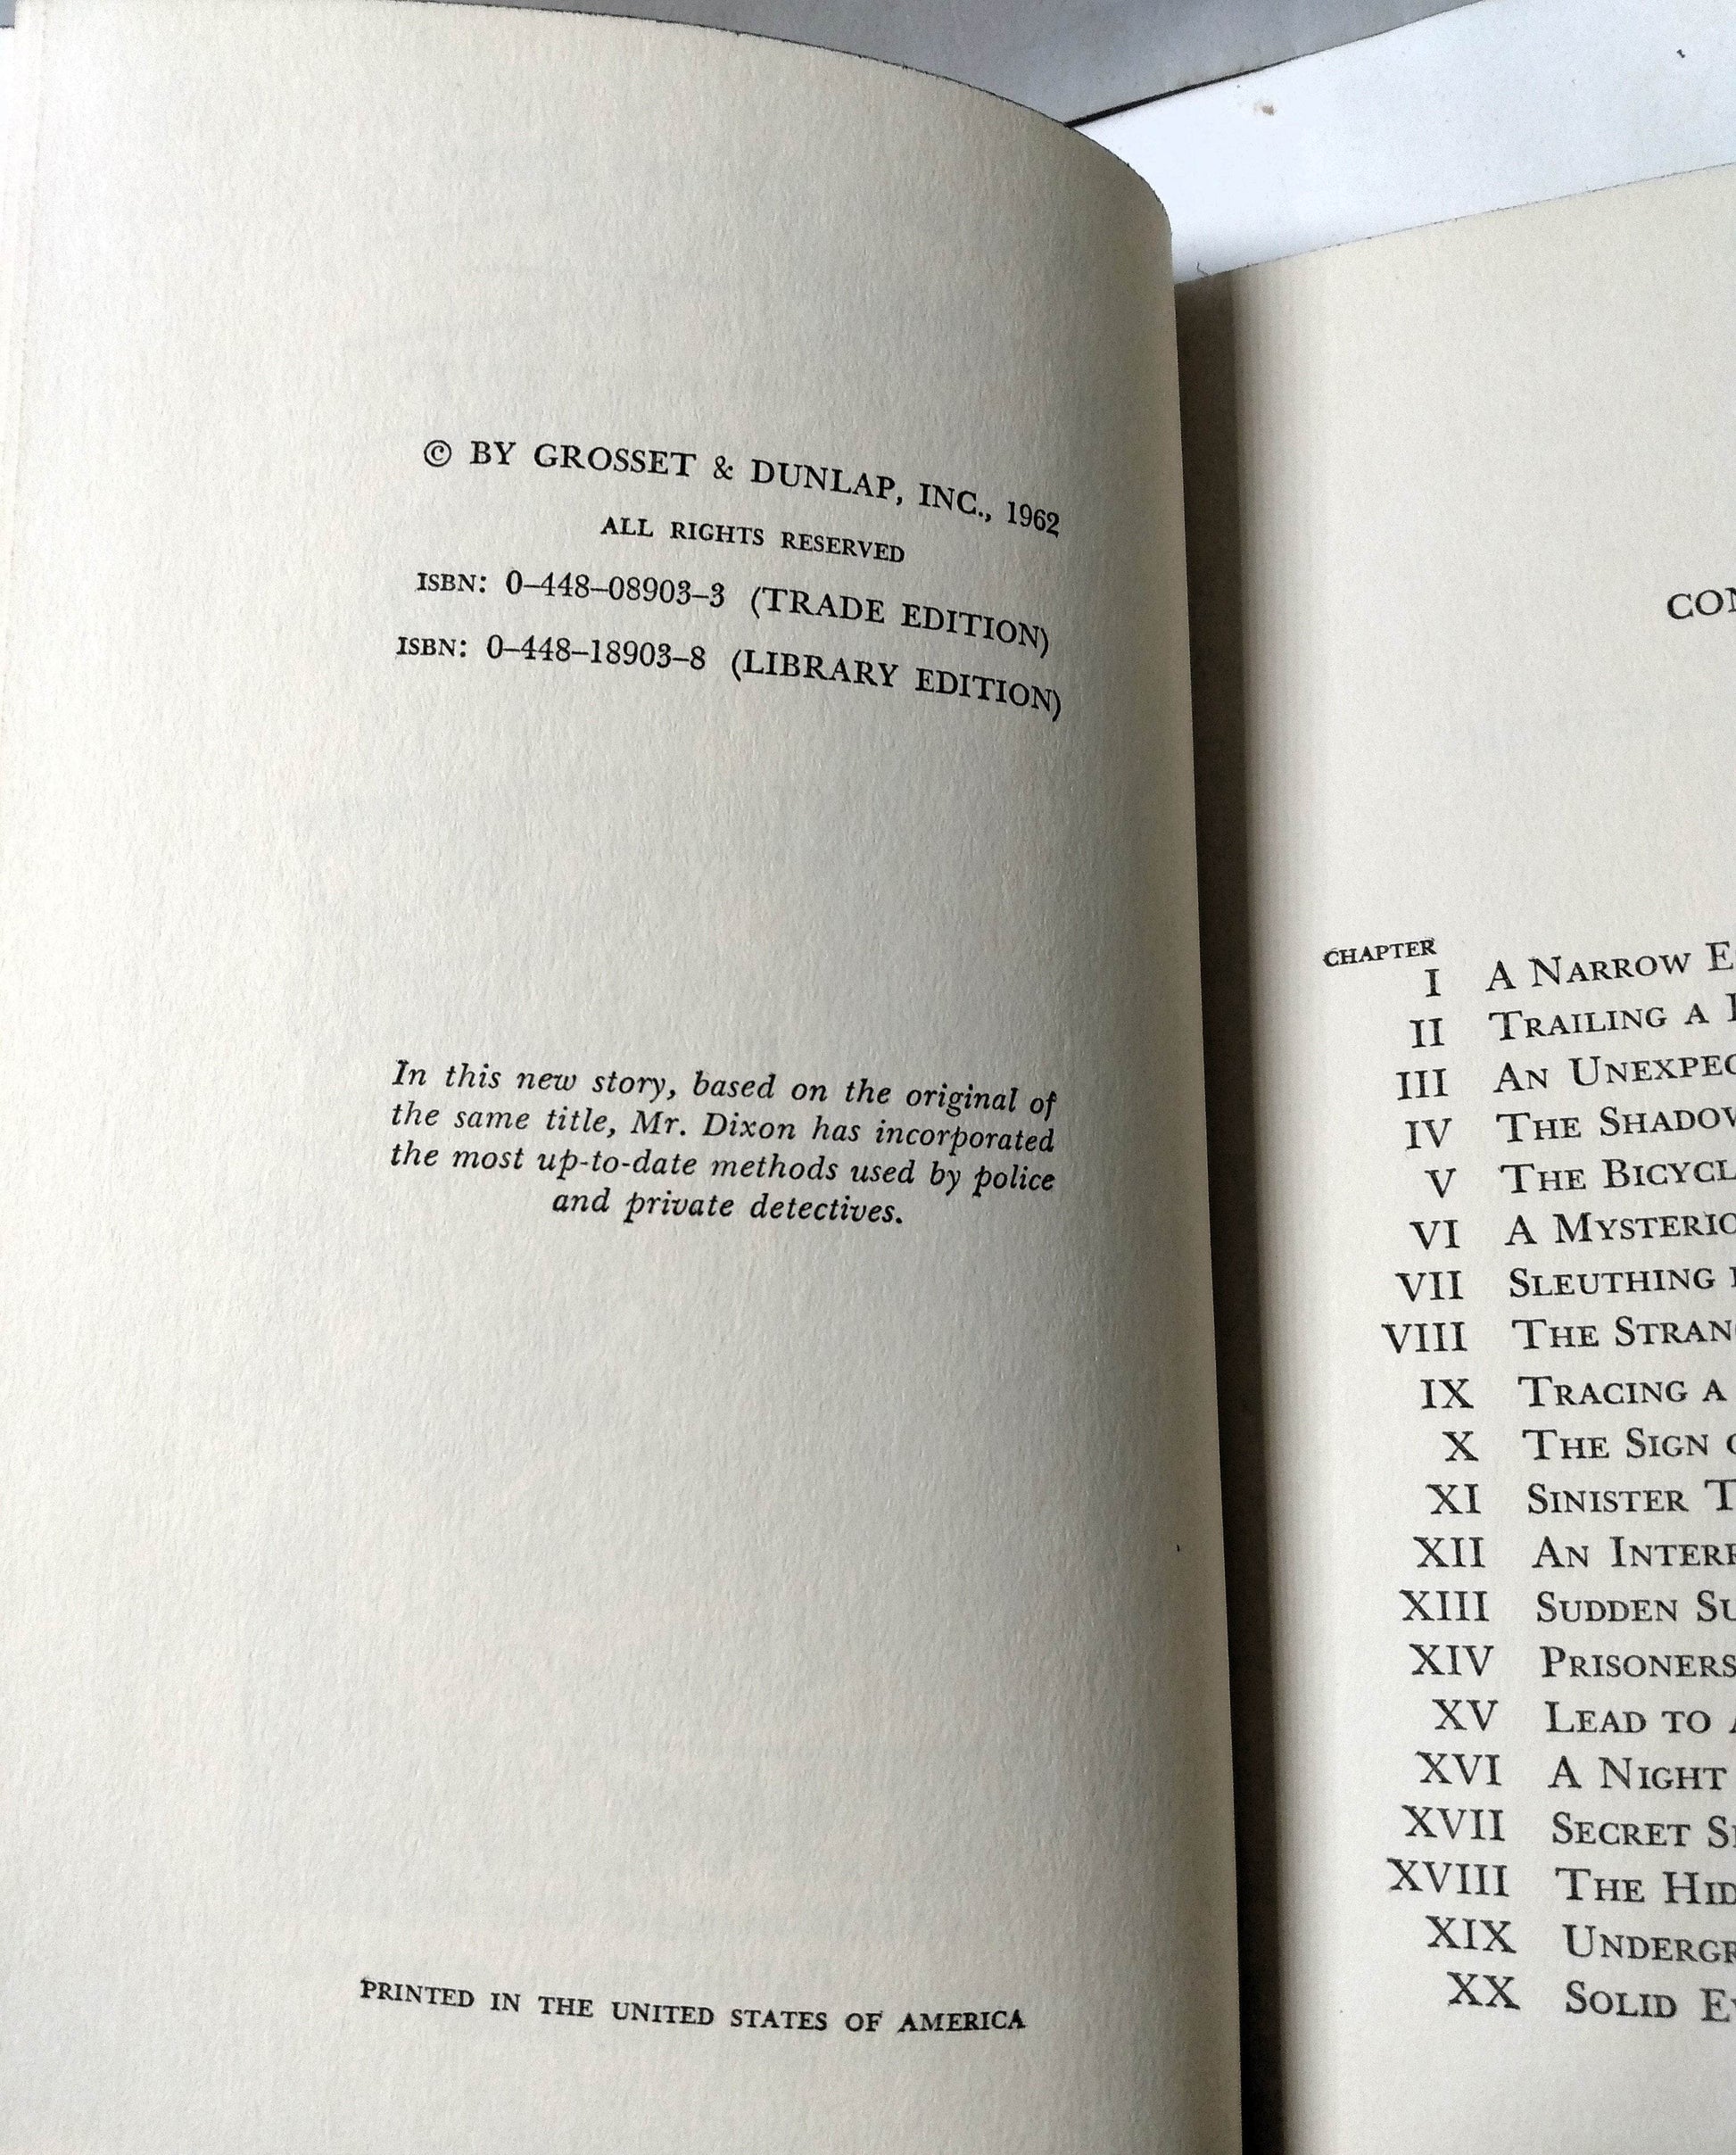 © BY GROSSET & DUNLAP, INC., 1962
ALL RIGHTS RESERVED
ISBN: 0–448–08903–3 (TRADE EDITION)
ISBN: 0–448–18903–8 (LIBRARY EDITION)
In this new story, based on the original of
the same title, Mr. Dixon has incorporated
the most up-to-date methods used by police
and private detectives.
PRINTED IN THE UNITED STATES OF AMERICA
CHAPTER
I A NARROW
II TRAILING A
III AN
IV THE
V THE
VI A
VII SLEUTHING
VIII THE
IX TRACING A
X THE SIGN
XI SINISTER
XII AN
XIII SUDDEN
XIV PRISONERS
XV LEAD TO
XVI A NIGHT
XVII SECRET
XVIII THE
XIX
XX SOLID